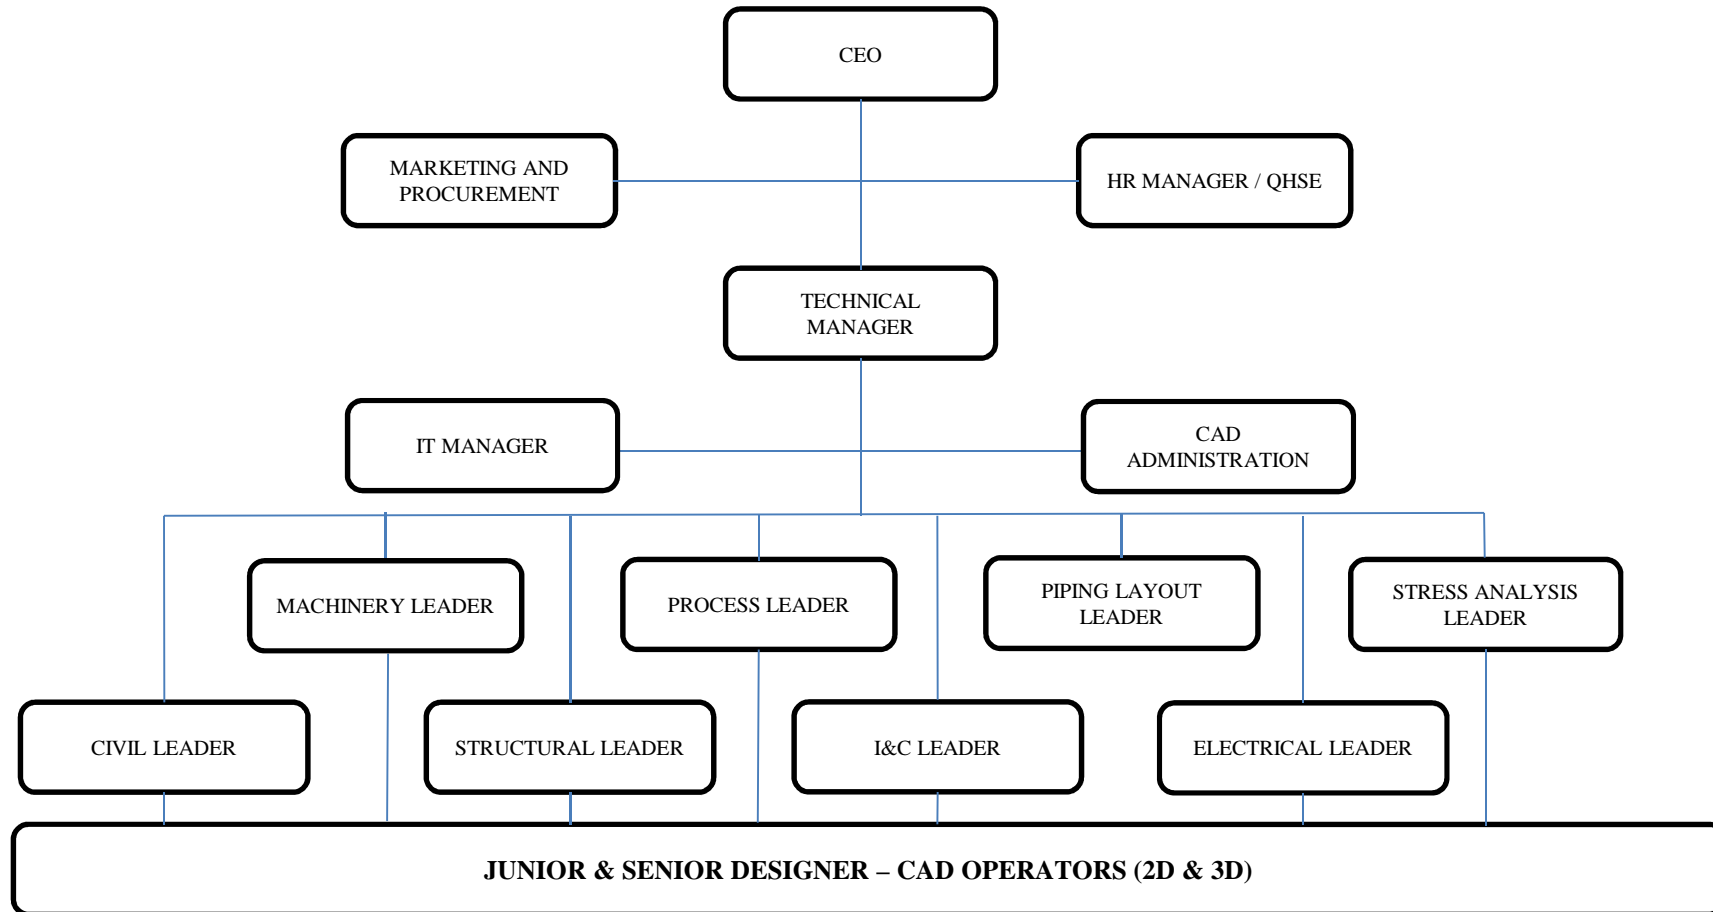 CEO
MARKETING AND
PROCUREMENT
HR MANAGER / QHSE
TECHNICAL
MANAGER
IT MANAGER
CAD
ADMINISTRATION
MACHINERY LEADER
PROCESS LEADER
PIPING LAYOUT
LEADER
STRESS ANALYSIS
LEADER
CIVIL LEADER
STRUCTURAL LEADER
I&C LEADER
ELECTRICAL LEADER
JUNIOR & SENIOR DESIGNER – CAD OPERATORS (2D & 3D)